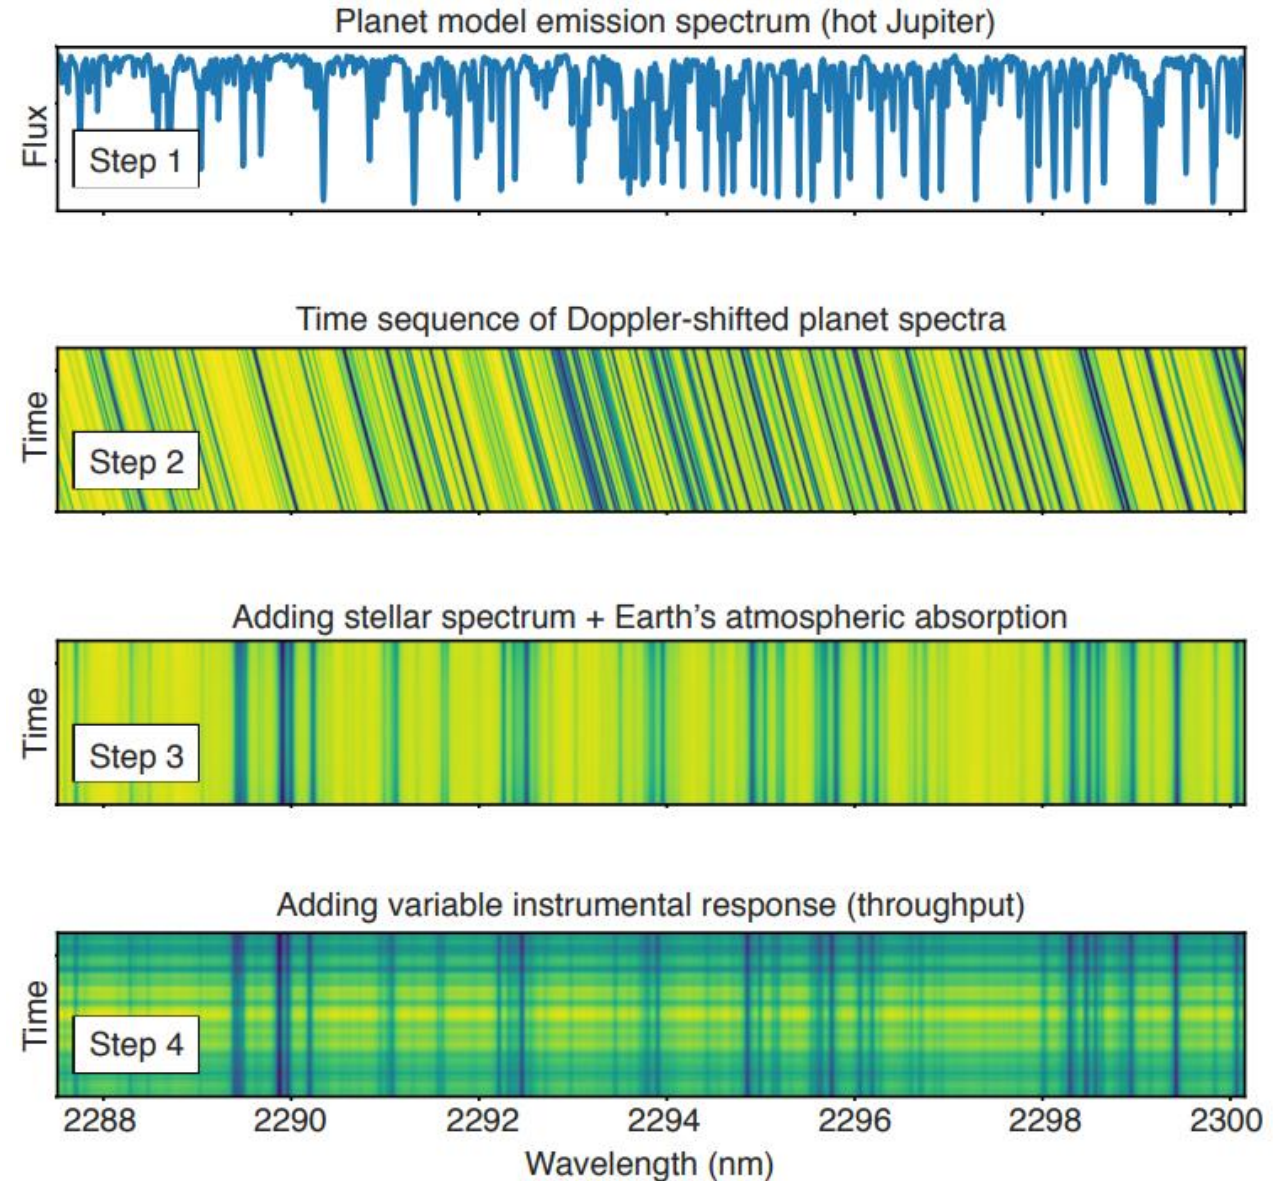 Planet model emission spectrum (hot Jupiter)
Flux
Step 1
Time sequence of Doppler-shifted planet spectra
Time
Step 2
Adding stellar spectrum + Earth's atmospheric absorption
Time
Step 3
Adding variable instrumental response (throughput)
Time
Step 4
2288 2290 2292 2294 2296 2298 2300
Wavelength (nm)